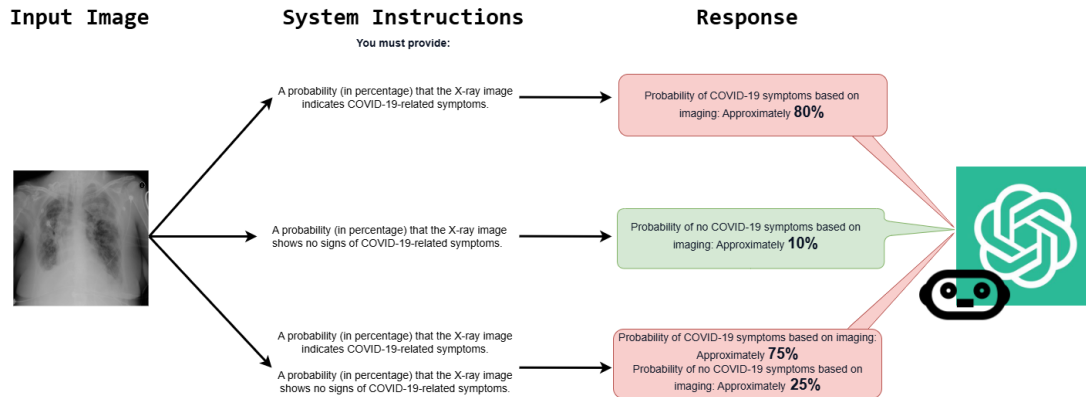 Input Image
System Instructions
Response
You must provide:
A probability (in percentage) that the X-ray image
indicates COVID-19-related symptoms.
Probability of COVID-19 symptoms based on
imaging: Approximately 80%
A probability (in percentage) that the X-ray image
shows no signs of COVID-19-related symptoms.
Probability of no COVID-19 symptoms based on
imaging: Approximately 10%
A probability (in percentage) that the X-ray image
indicates COVID-19-related symptoms.
A probability (in percentage) that the X-ray image
shows no signs of COVID-19-related symptoms.
Probability of COVID-19 symptoms based on imaging:
Approximately 75%
Probability of no COVID-19 symptoms based on
imaging: Approximately 25%